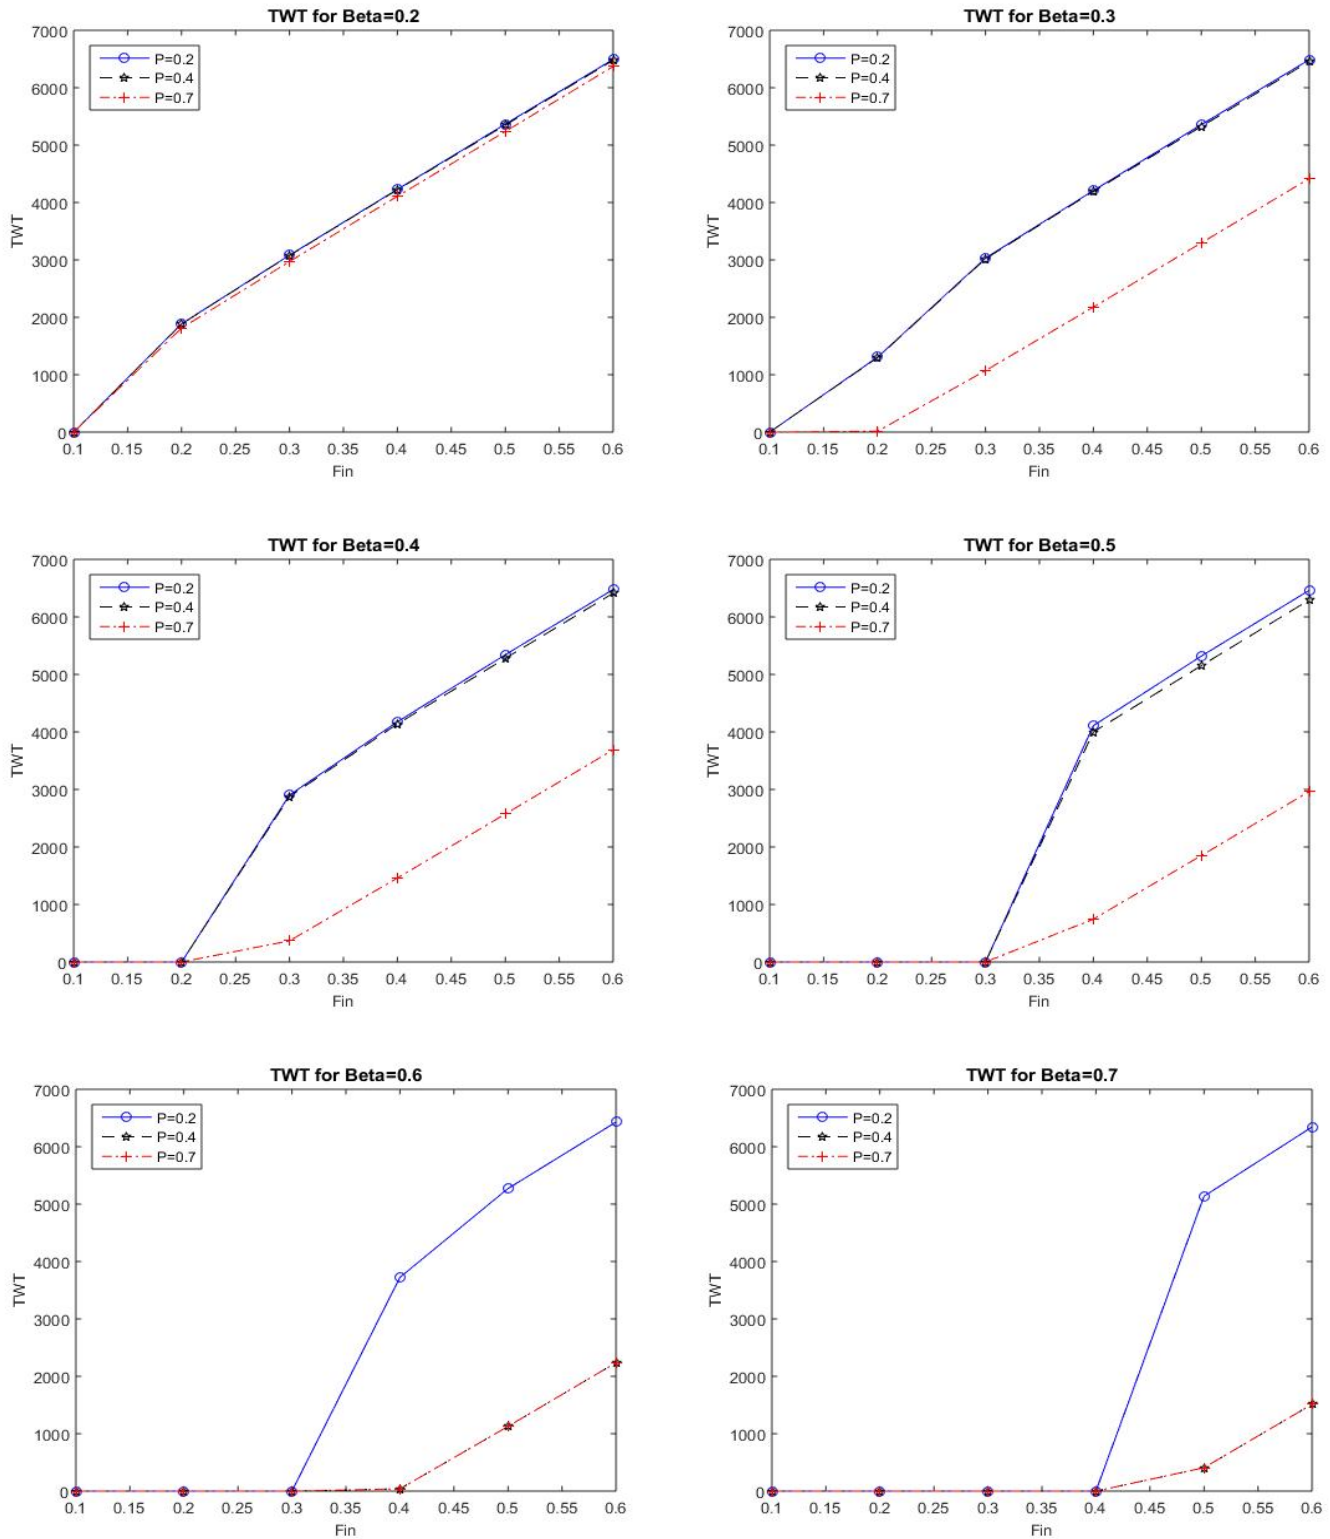 TWT for Beta=0.2
7000
6000
5000
4000
3000
2000
1000
0
TWT
P=0.2
P=0.4
P=0.7
0.1 0.15 0.2 0.25 0.3 0.35 0.4 0.45 0.5 0.55 0.6
Fin
TWT for Beta=0.3
7000
6000
5000
4000
3000
2000
1000
0
TWT
P=0.2
P=0.4
P=0.7
0.1 0.15 0.2 0.25 0.3 0.35 0.4 0.45 0.5 0.55 0.6
Fin
TWT for Beta=0.4
7000
6000
5000
4000
3000
2000
1000
0
TWT
P=0.2
P=0.4
P=0.7
0.1 0.15 0.2 0.25 0.3 0.35 0.4 0.45 0.5 0.55 0.6
Fin
TWT for Beta=0.5
7000
6000
5000
4000
3000
2000
1000
0
TWT
P=0.2
P=0.4
P=0.7
0.1 0.15 0.2 0.25 0.3 0.35 0.4 0.45 0.5 0.55 0.6
Fin
TWT for Beta=0.6
7000
6000
5000
4000
3000
2000
1000
0
TWT
P=0.2
P=0.4
P=0.7
0.1 0.15 0.2 0.25 0.3 0.35 0.4 0.45 0.5 0.55 0.6
Fin
TWT for Beta=0.7
7000
6000
5000
4000
3000
2000
1000
0
TWT
P=0.2
P=0.4
P=0.7
0.1 0.15 0.2 0.25 0.3 0.35 0.4 0.45 0.5 0.55 0.6
Fin